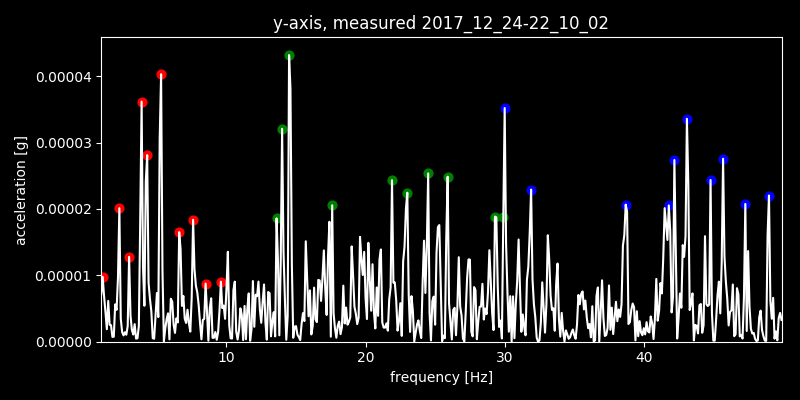 y-axis, measured 2017_12_24-22_10_02
0.00004
0.00003
0.00002
0.00001
0.00000
acceleration [g]
10 20 30 40
frequency [Hz]